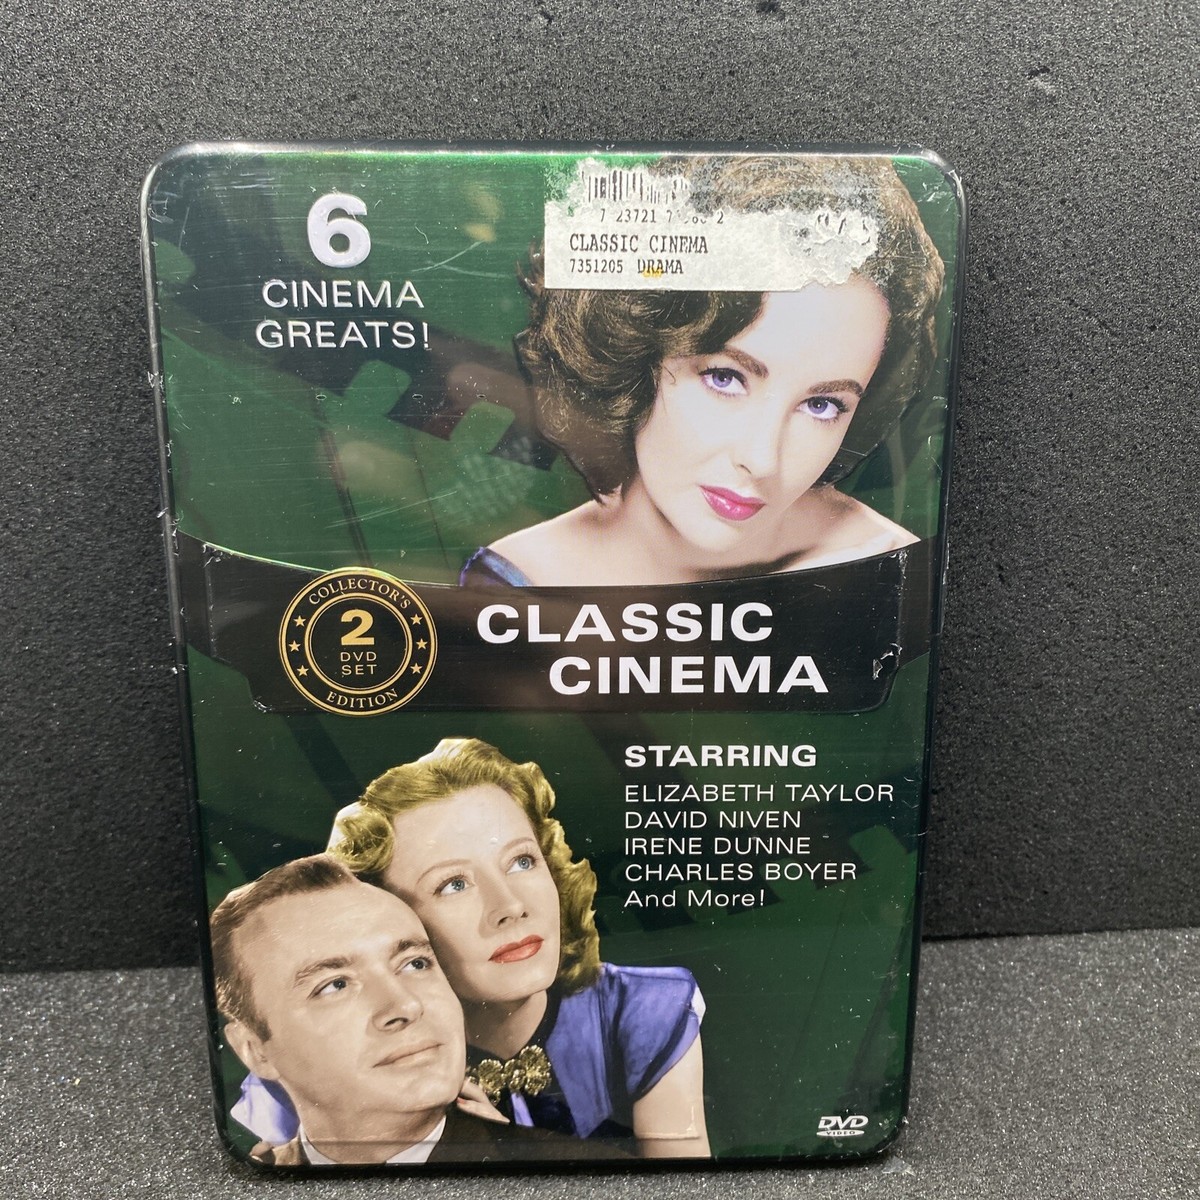 6
CINEMA
GREATS!
7 23721
CLASSIC CINEMA
7351205 DRAMA
COLLECTOR'S
2
DVD
SET
EDITION
CLASSIC
CINEMA
STARRING
ELIZABETH TAYLOR
DAVID NIVEN
IRENE DUNNE
CHARLES BOYER
And More!
DVD
VIDEO